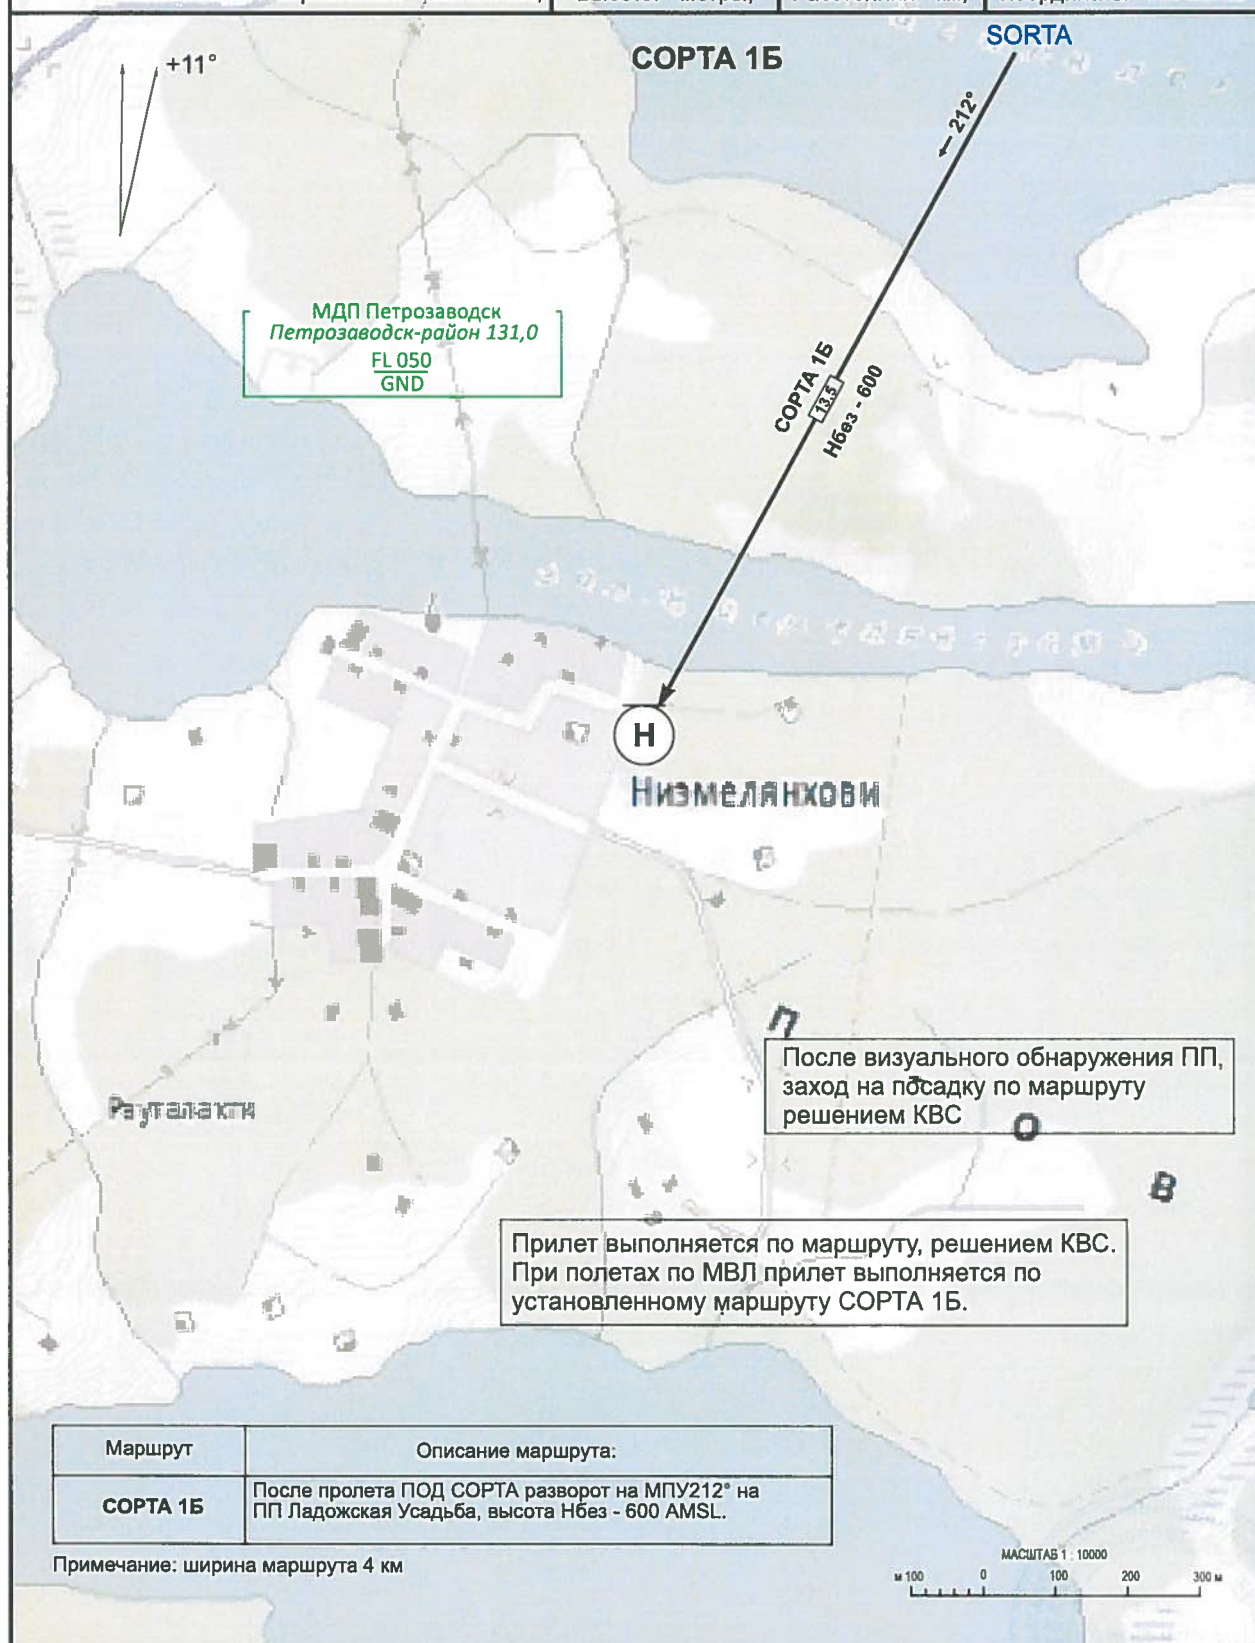 СОРТА 1Б
SORTA
+11°
← 212°
МДП Петрозаводск
Петрозаводск-район 131,0
FL 050
GND
СОРТА 1Б
13.5
Нбез - 600
H
Ниэмеланхови
П
После визуального обнаружения ПП,
заход на посадку по маршруту
решением КВС
Рауталахти
О
В
Прилет выполняется по маршруту, решением КВС.
При полетах по МВЛ прилет выполняется по
установленному маршруту СОРТА 1Б.
Маршрут
Описание маршрута:
СОРТА 1Б
После пролета ПОД СОРТА разворот на МПУ212° на
ПП Ладожская Усадьба, высота Нбез - 600 AMSL.
Примечание: ширина маршрута 4 км
МАСШТАБ 1 : 10000
м 100 0 100 200 300 м